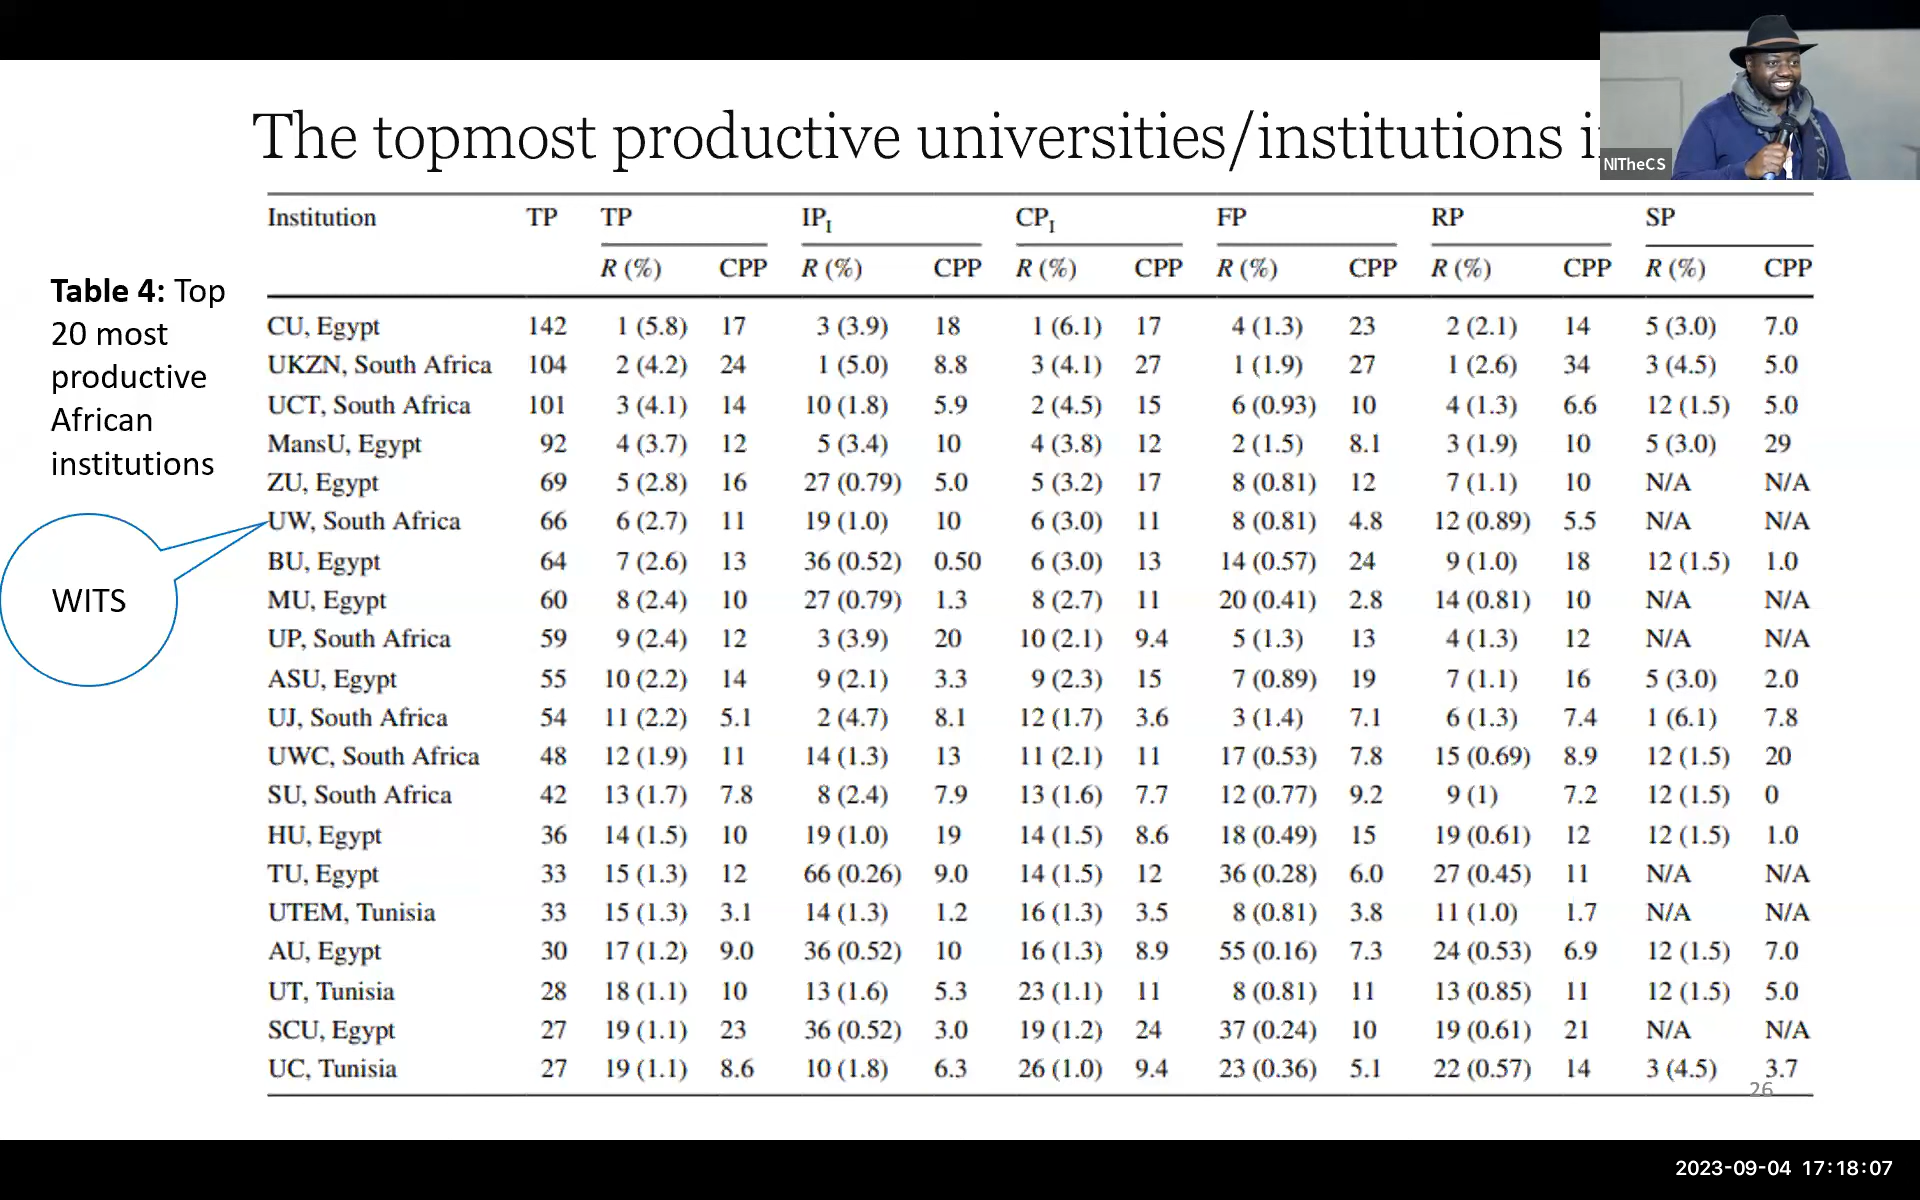 The topmost productive universities/institutions i
NITheCS
Table 4: Top
20 most
productive
African
institutions
WITS
Institution TP TP IPI CPI FP RP SP
R (%) CPP R (%) CPP R (%) CPP R (%) CPP R (%) CPP R (%) CPP
CU, Egypt 142 1 (5.8) 17 3 (3.9) 18 1 (6.1) 17 4 (1.3) 23 2 (2.1) 14 5 (3.0) 7.0
UKZN, South Africa 104 2 (4.2) 24 1 (5.0) 8.8 3 (4.1) 27 1 (1.9) 27 1 (2.6) 34 3 (4.5) 5.0
UCT, South Africa 101 3 (4.1) 14 10 (1.8) 5.9 2 (4.5) 15 6 (0.93) 10 4 (1.3) 6.6 12 (1.5) 5.0
MansU, Egypt 92 4 (3.7) 12 5 (3.4) 10 4 (3.8) 12 2 (1.5) 8.1 3 (1.9) 10 5 (3.0) 29
ZU, Egypt 69 5 (2.8) 16 27 (0.79) 5.0 5 (3.2) 17 8 (0.81) 12 7 (1.1) 10 N/A N/A
UW, South Africa 66 6 (2.7) 11 19 (1.0) 10 6 (3.0) 11 8 (0.81) 4.8 12 (0.89) 5.5 N/A N/A
BU, Egypt 64 7 (2.6) 13 36 (0.52) 0.50 6 (3.0) 13 14 (0.57) 24 9 (1.0) 18 12 (1.5) 1.0
MU, Egypt 60 8 (2.4) 10 27 (0.79) 1.3 8 (2.7) 11 20 (0.41) 2.8 14 (0.81) 10 N/A N/A
UP, South Africa 59 9 (2.4) 12 3 (3.9) 20 10 (2.1) 9.4 5 (1.3) 13 4 (1.3) 12 N/A N/A
ASU, Egypt 55 10 (2.2) 14 9 (2.1) 3.3 9 (2.3) 15 7 (0.89) 19 7 (1.1) 16 5 (3.0) 2.0
UJ, South Africa 54 11 (2.2) 5.1 2 (4.7) 8.1 12 (1.7) 3.6 3 (1.4) 7.1 6 (1.3) 7.4 1 (6.1) 7.8
UWC, South Africa 48 12 (1.9) 11 14 (1.3) 13 11 (2.1) 11 17 (0.53) 7.8 15 (0.69) 8.9 12 (1.5) 20
SU, South Africa 42 13 (1.7) 7.8 8 (2.4) 7.9 13 (1.6) 7.7 12 (0.77) 9.2 9 (1) 7.2 12 (1.5) 0
HU, Egypt 36 14 (1.5) 10 19 (1.0) 19 14 (1.5) 8.6 18 (0.49) 15 19 (0.61) 12 12 (1.5) 1.0
TU, Egypt 33 15 (1.3) 12 66 (0.26) 9.0 14 (1.5) 12 36 (0.28) 6.0 27 (0.45) 11 N/A N/A
UTEM, Tunisia 33 15 (1.3) 3.1 14 (1.3) 1.2 16 (1.3) 3.5 8 (0.81) 3.8 11 (1.0) 1.7 N/A N/A
AU, Egypt 30 17 (1.2) 9.0 36 (0.52) 10 16 (1.3) 8.9 55 (0.16) 7.3 24 (0.53) 6.9 12 (1.5) 7.0
UT, Tunisia 28 18 (1.1) 10 13 (1.6) 5.3 23 (1.1) 11 8 (0.81) 11 13 (0.85) 11 12 (1.5) 5.0
SCU, Egypt 27 19 (1.1) 23 36 (0.52) 3.0 19 (1.2) 24 37 (0.24) 10 19 (0.61) 21 N/A N/A
UC, Tunisia 27 19 (1.1) 8.6 10 (1.8) 6.3 26 (1.0) 9.4 23 (0.36) 5.1 22 (0.57) 14 3 (4.5) 3.7
26
2023-09-04 17:18:07